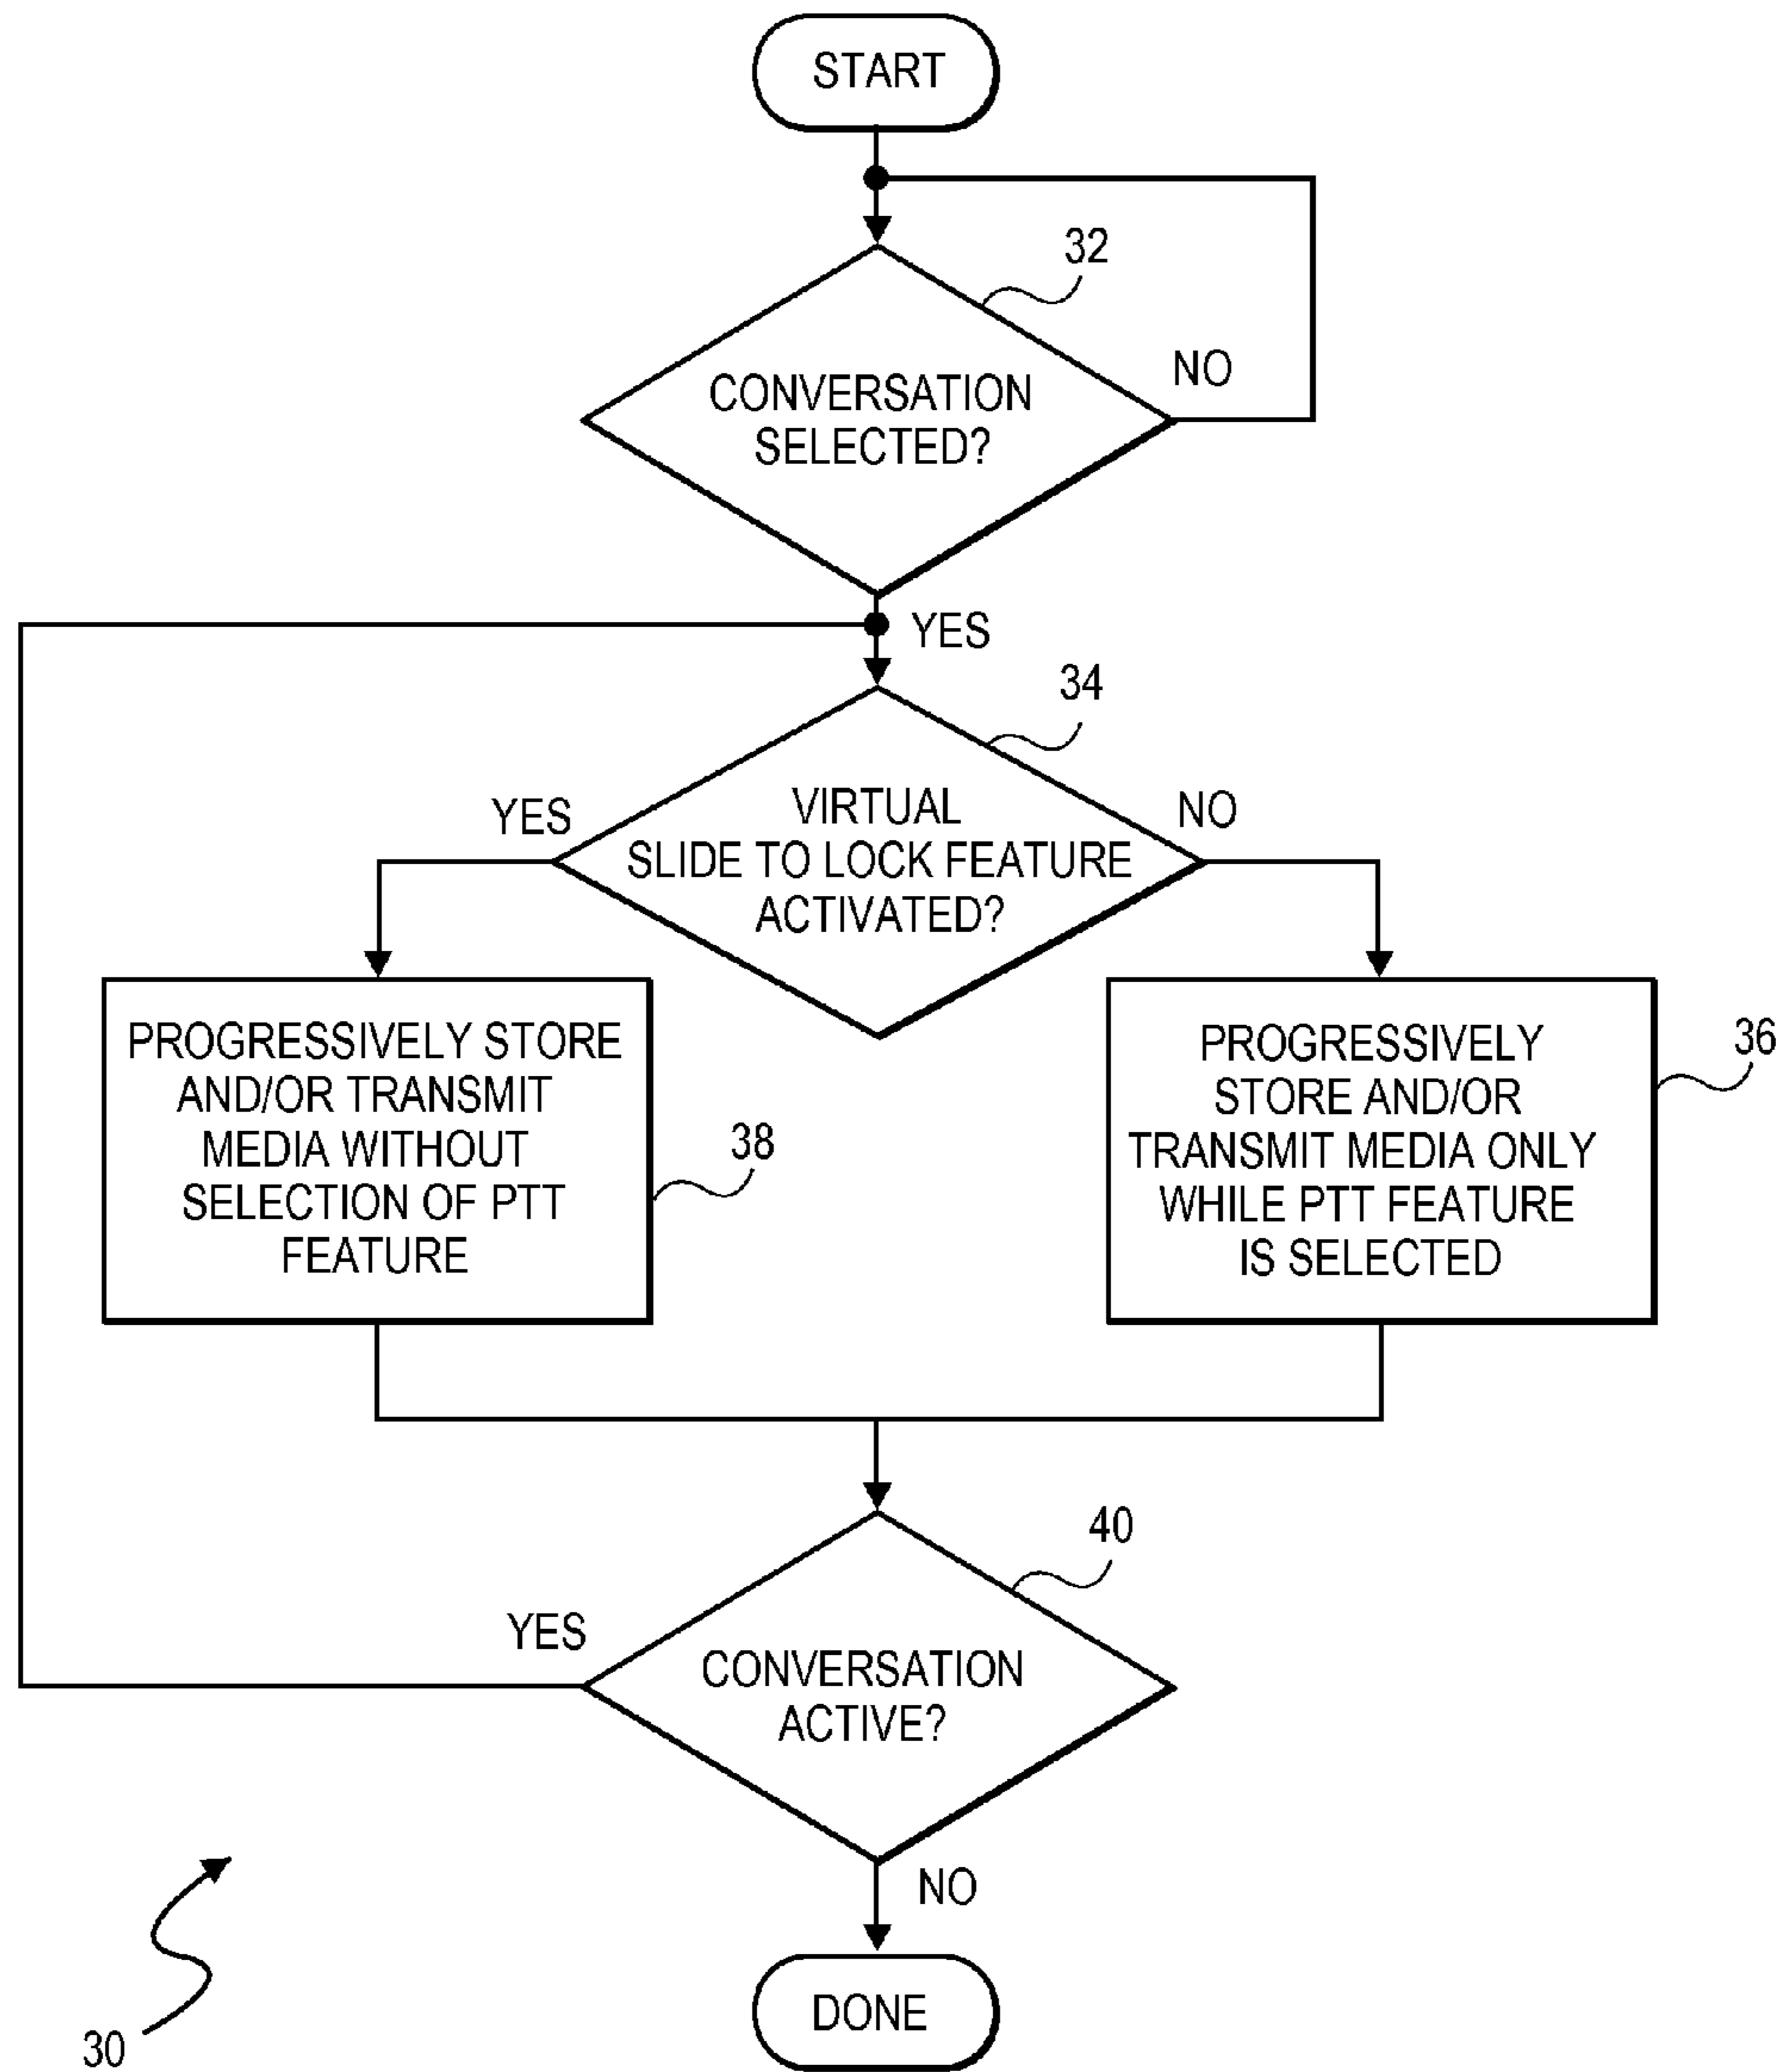 START
32
CONVERSATION
SELECTED?
NO
YES
34
VIRTUAL
SLIDE TO LOCK FEATURE
ACTIVATED?
YES
NO
PROGRESSIVELY STORE
AND/OR TRANSMIT
MEDIA WITHOUT
SELECTION OF PTT
FEATURE
38
PROGRESSIVELY
STORE AND/OR
TRANSMIT MEDIA ONLY
WHILE PTT FEATURE
IS SELECTED
36
40
CONVERSATION
ACTIVE?
YES
NO
DONE
30